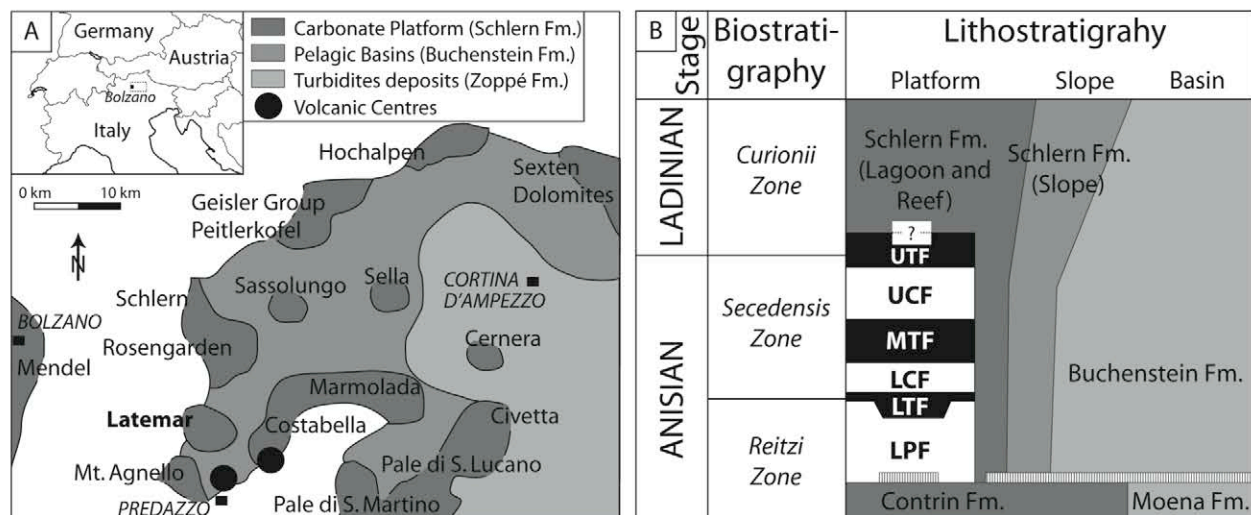 A
Germany
Austria
Bolzano
Italy
Carbonate Platform (Schlern Fm.)
Pelagic Basins (Buchenstein Fm.)
Turbidites deposits (Zoppé Fm.)
Volcanic Centres
0 km
10 km
N
Hochalpen
Sexten
Dolomites
Geisler Group
Peitlerkofel
Sassolungo
Sella
CORTINA
D'AMPEZZO
Schlern
BOLZANO
Mendel
Rosengarden
Cernera
Marmolada
Latemar
Costabella
Civetta
Mt. Agnello
Pale di S. Lucano
PREDAZZO
Pale di S. Martino
B
Stage
Biostrati-
graphy
Lithostratigrahy
Platform
Slope
Basin
LADINIAN
Curionii
Zone
Schlern Fm.
(Lagoon and
Reef)
Schlern Fm.
(Slope)
?
UTF
ANISIAN
Secedensis
Zone
UCF
MTF
LCF
Buchenstein Fm.
LTF
Reitzi
Zone
LPF
Contrin Fm.
Moena Fm.